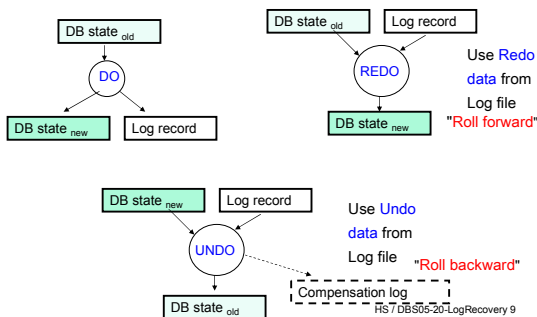 DB state old
DO
DB state new
Log record
DB state old
Log record
REDO
DB state new
Use Redo
data from
Log file
"Roll forward"
DB state new
Log record
UNDO
DB state old
Compensation log
Use Undo
data from
Log file
"Roll backward"
HS / DBS05-20-LogRecovery 9